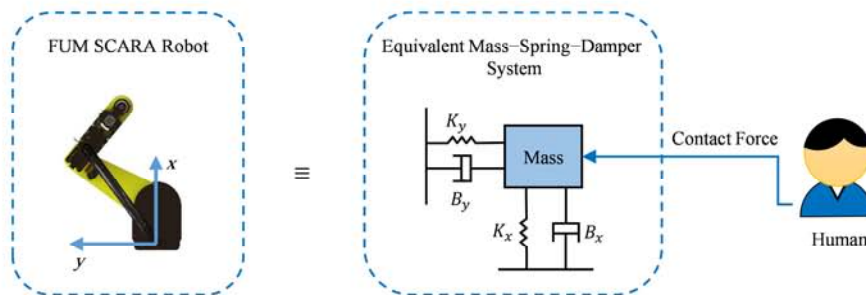 FUM SCARA Robot
x
y
≡
Equivalent Mass–Spring–Damper
System
K_y
Mass
B_y
K_x
B_x
Contact Force
Human